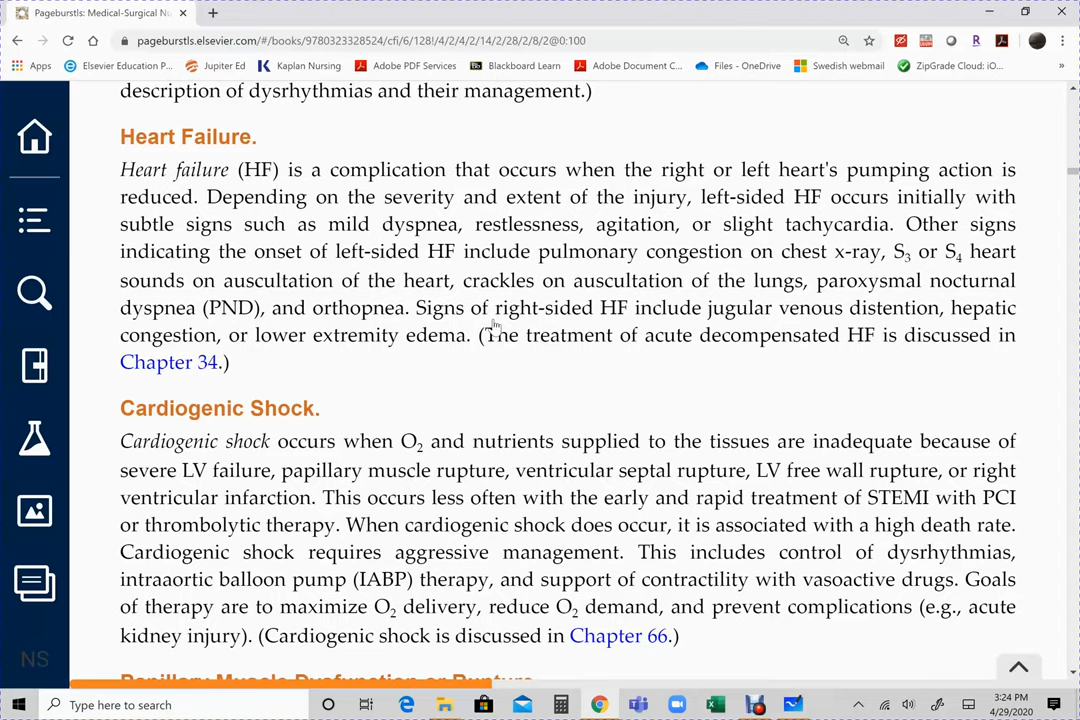 Pageburstls: Medical-Surgical Nu
pageburstls.elsevier.com/#/books/9780323328524/cfi/6/128!/4/2/4/2/14/2/28/2/8/2@0:100
Apps Elsevier Education P... Jupiter Ed Kaplan Nursing Adobe PDF Services Bb Blackboard Learn Adobe Document C... Files - OneDrive Swedish webmail ZipGrade Cloud: iO... »
description of dysrhythmias and their management.)
Heart Failure.
Heart failure (HF) is a complication that occurs when the right or left heart's pumping action is
reduced. Depending on the severity and extent of the injury, left-sided HF occurs initially with
subtle signs such as mild dyspnea, restlessness, agitation, or slight tachycardia. Other signs
indicating the onset of left-sided HF include pulmonary congestion on chest x-ray, S3 or S4 heart
sounds on auscultation of the heart, crackles on auscultation of the lungs, paroxysmal nocturnal
dyspnea (PND), and orthopnea. Signs of right-sided HF include jugular venous distention, hepatic
congestion, or lower extremity edema. (The treatment of acute decompensated HF is discussed in
Chapter 34.)
Cardiogenic Shock.
Cardiogenic shock occurs when O2 and nutrients supplied to the tissues are inadequate because of
severe LV failure, papillary muscle rupture, ventricular septal rupture, LV free wall rupture, or right
ventricular infarction. This occurs less often with the early and rapid treatment of STEMI with PCI
or thrombolytic therapy. When cardiogenic shock does occur, it is associated with a high death rate.
Cardiogenic shock requires aggressive management. This includes control of dysrhythmias,
intraaortic balloon pump (IABP) therapy, and support of contractility with vasoactive drugs. Goals
of therapy are to maximize O2 delivery, reduce O2 demand, and prevent complications (e.g., acute
kidney injury). (Cardiogenic shock is discussed in Chapter 66.)
Papillary Muscle Dysfunction or Rupture
NS
Type here to search
3:24 PM
4/29/2020